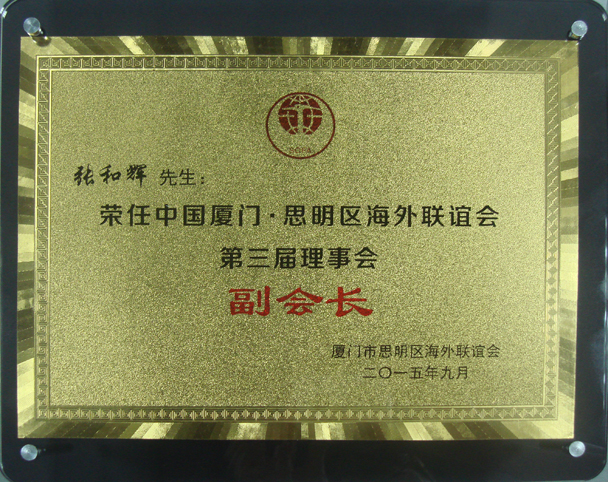 张和辉 先生:
荣任中国厦门·思明区海外联谊会
第三届理事会
副会长
厦门市思明区海外联谊会
二〇一五年九月